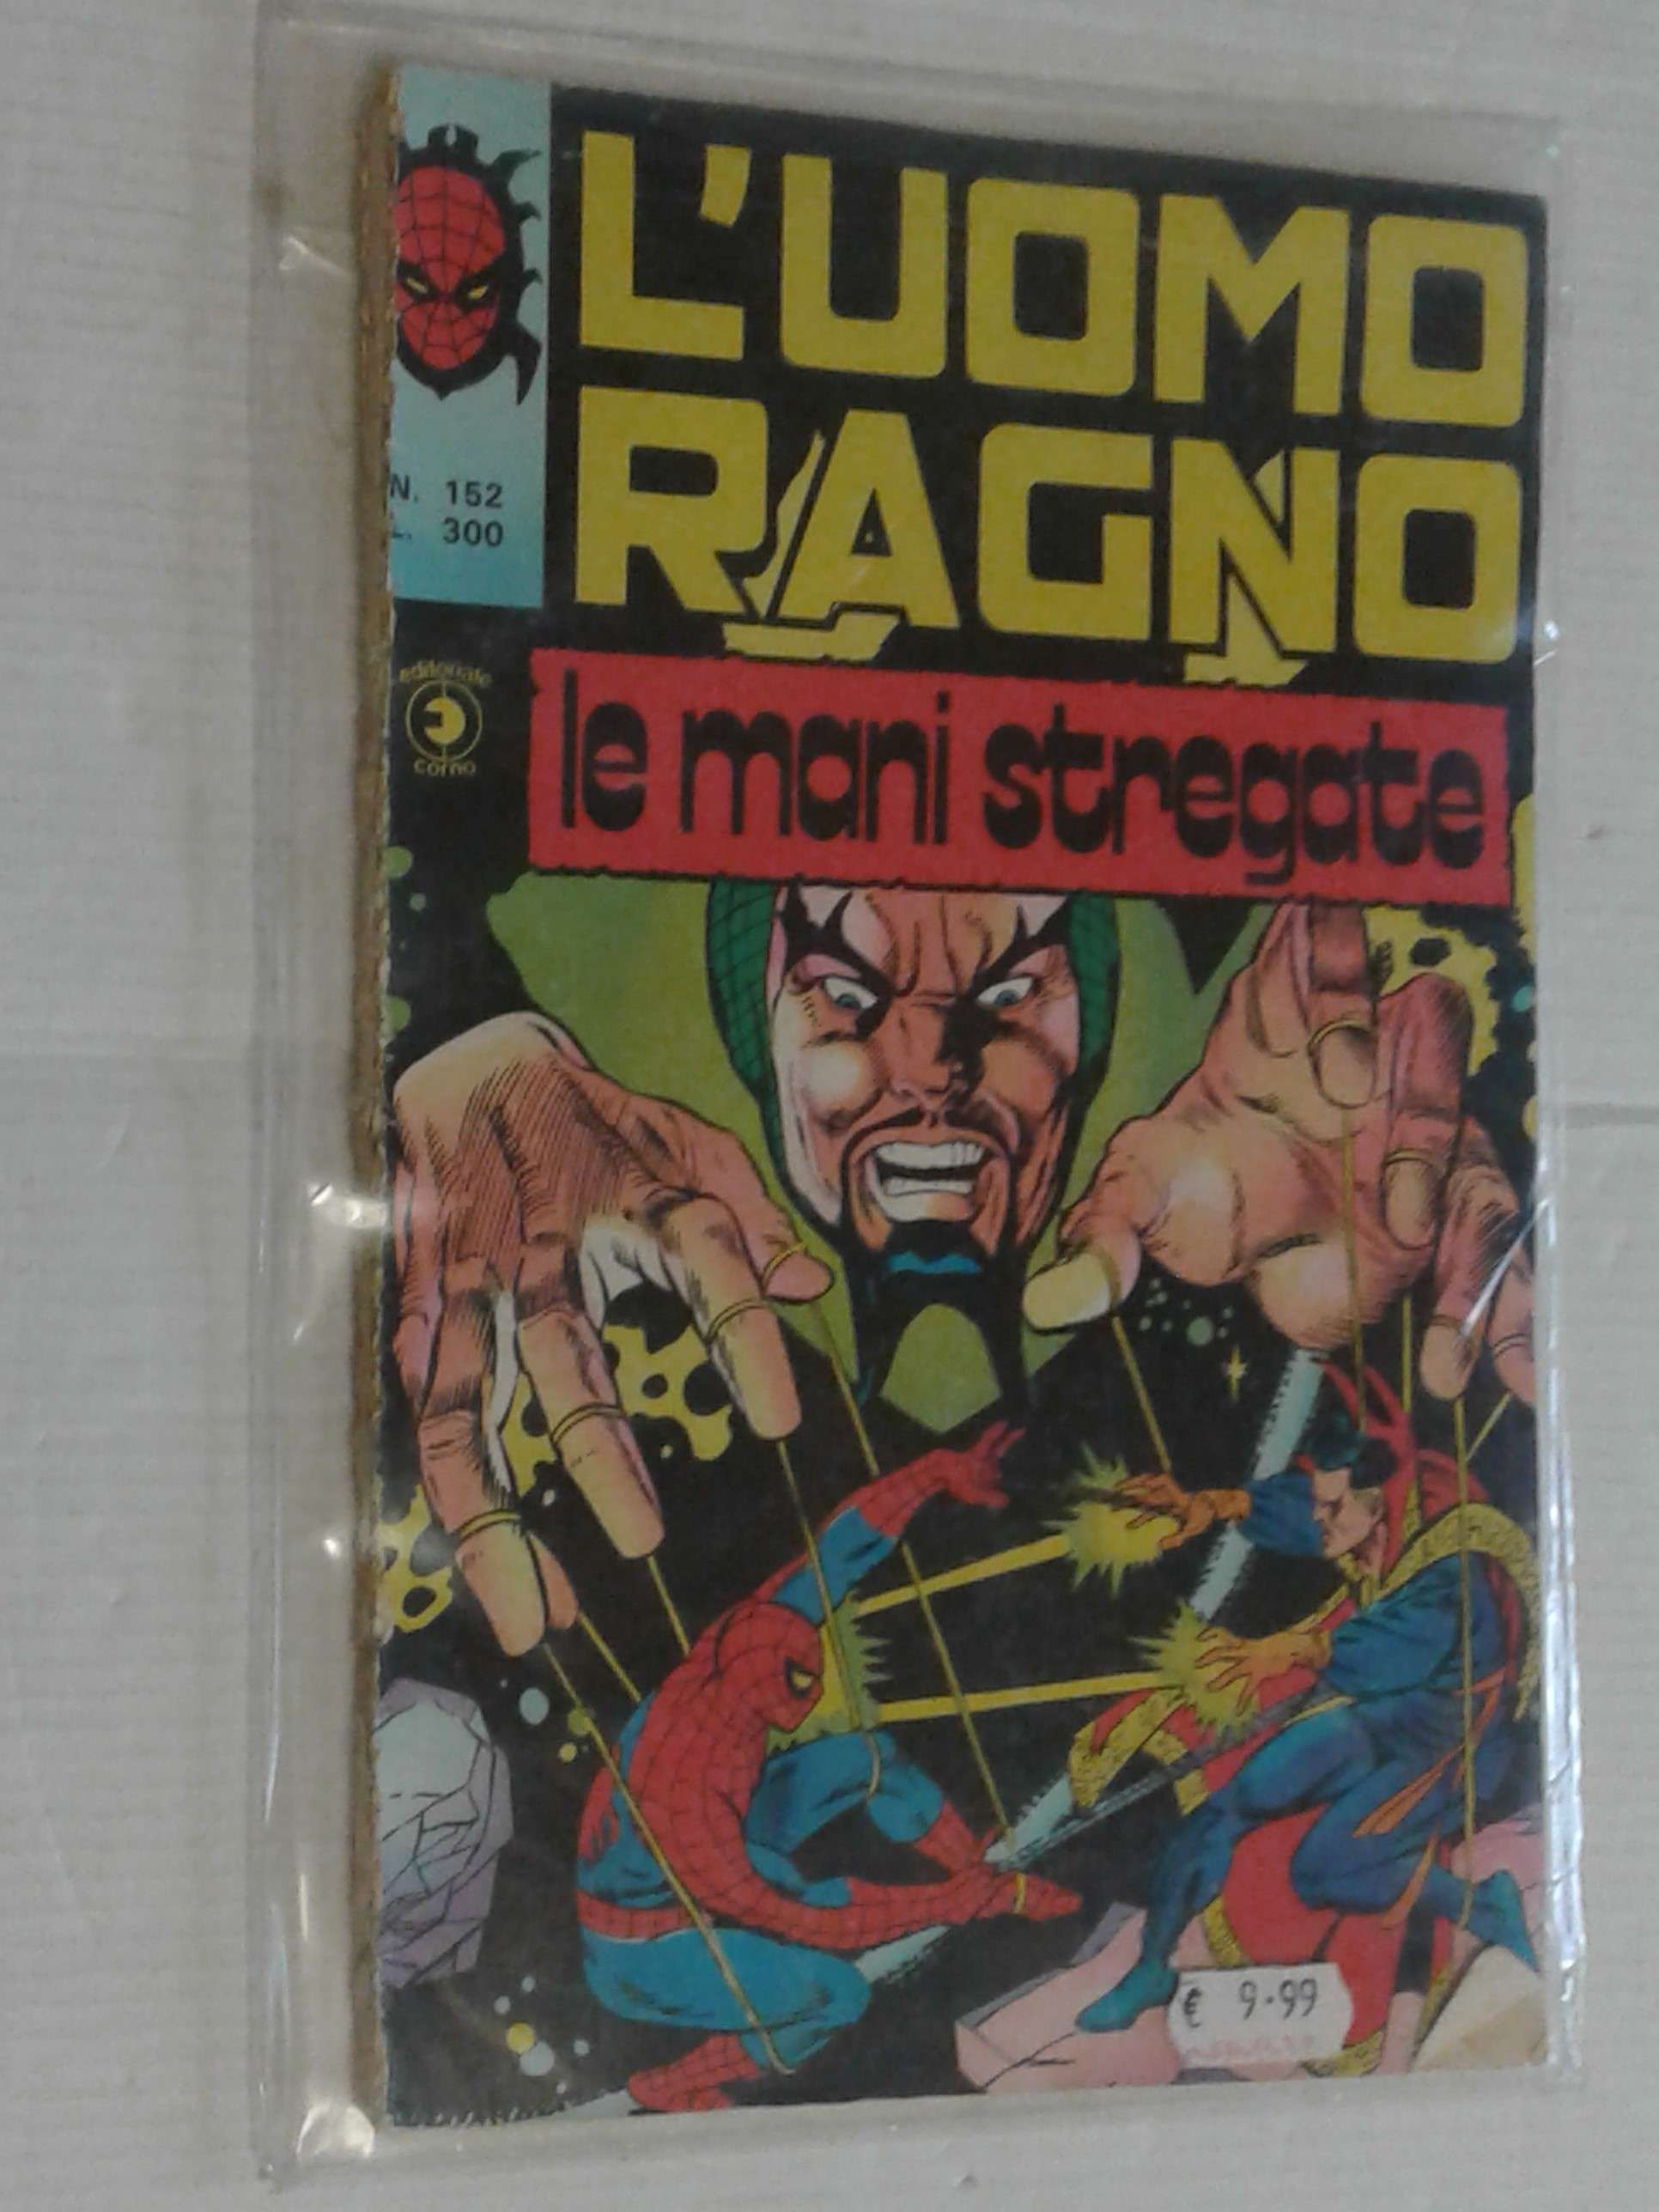 L'UOMO
RAGNO
N. 152
L. 300
editoriale
corno
le mani stregate
€ 9.99